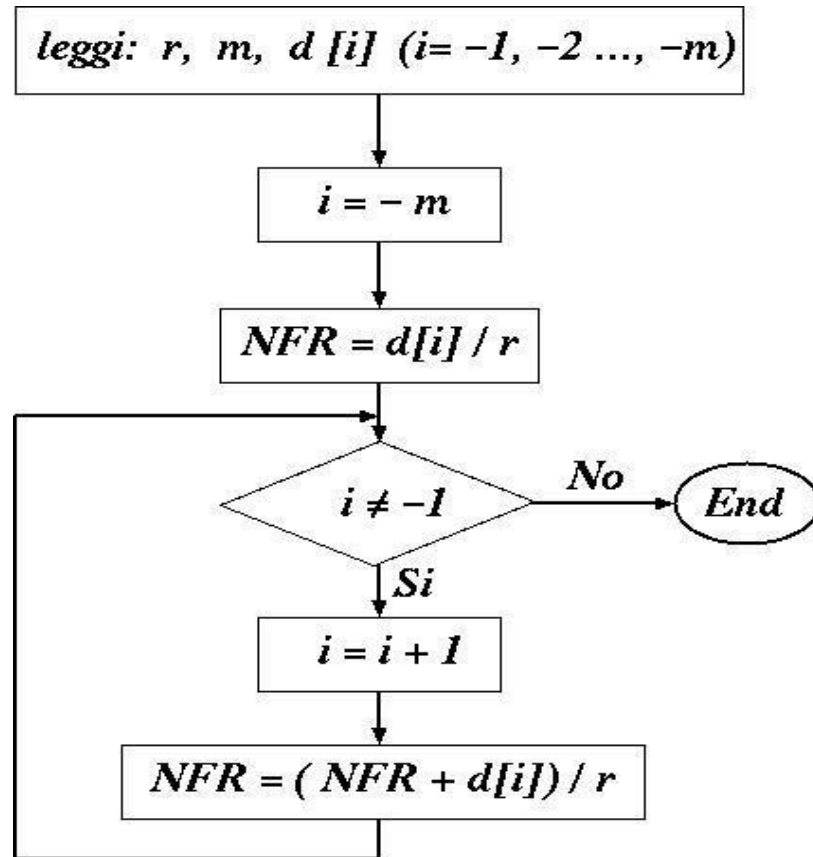 leggi: r, m, d [i] (i= −1, −2 ..., −m)
i = − m
NFR = d[i] / r
i ≠ −1
No
End
Si
i = i + 1
NFR = ( NFR + d[i]) / r